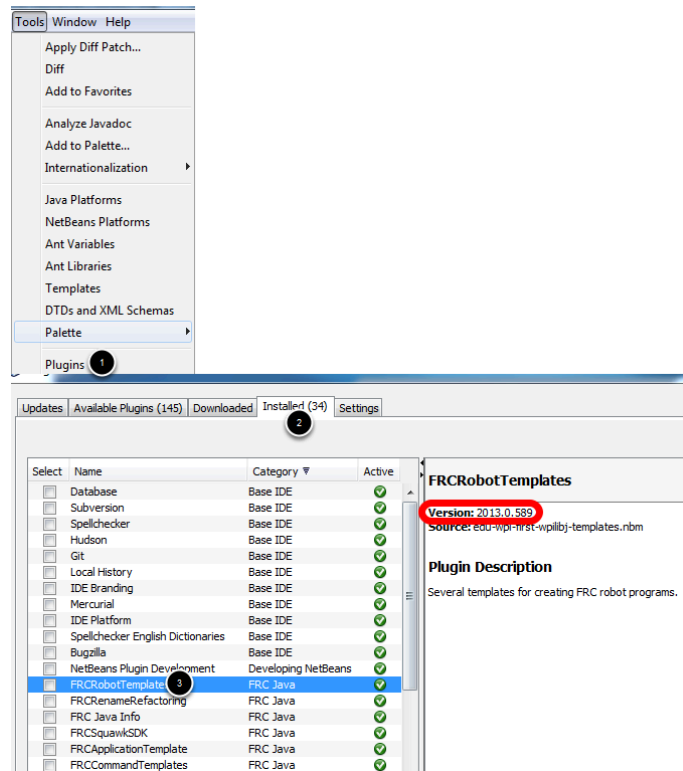 Tools Window Help
Apply Diff Patch...
Diff
Add to Favorites
Analyze Javadoc
Add to Palette...
Internationalization
Java Platforms
NetBeans Platforms
Ant Variables
Ant Libraries
Templates
DTDs and XML Schemas
Palette
Plugins 1
Updates Available Plugins (145) Downloaded Installed (34) Settings
2
Select Name Category Active
Database Base IDE
Subversion Base IDE
Spellchecker Base IDE
Hudson Base IDE
Git Base IDE
Local History Base IDE
IDE Branding Base IDE
Mercurial Base IDE
IDE Platform Base IDE
Spellchecker English Dictionaries Base IDE
Bugzilla Base IDE
NetBeans Plugin Development Developing NetBeans
FRCRobotTemplate 3 FRC Java
FRCRenameRefactoring FRC Java
FRC Java Info FRC Java
FRCSquawkSDK FRC Java
FRCApplicationTemplate FRC Java
FRCCommandTemplates FRC Java
FRCRobotTemplates
Version: 2013.0.589
Source: edu-wpi-first-wpilibj-templates.nbm
Plugin Description
Several templates for creating FRC robot programs.